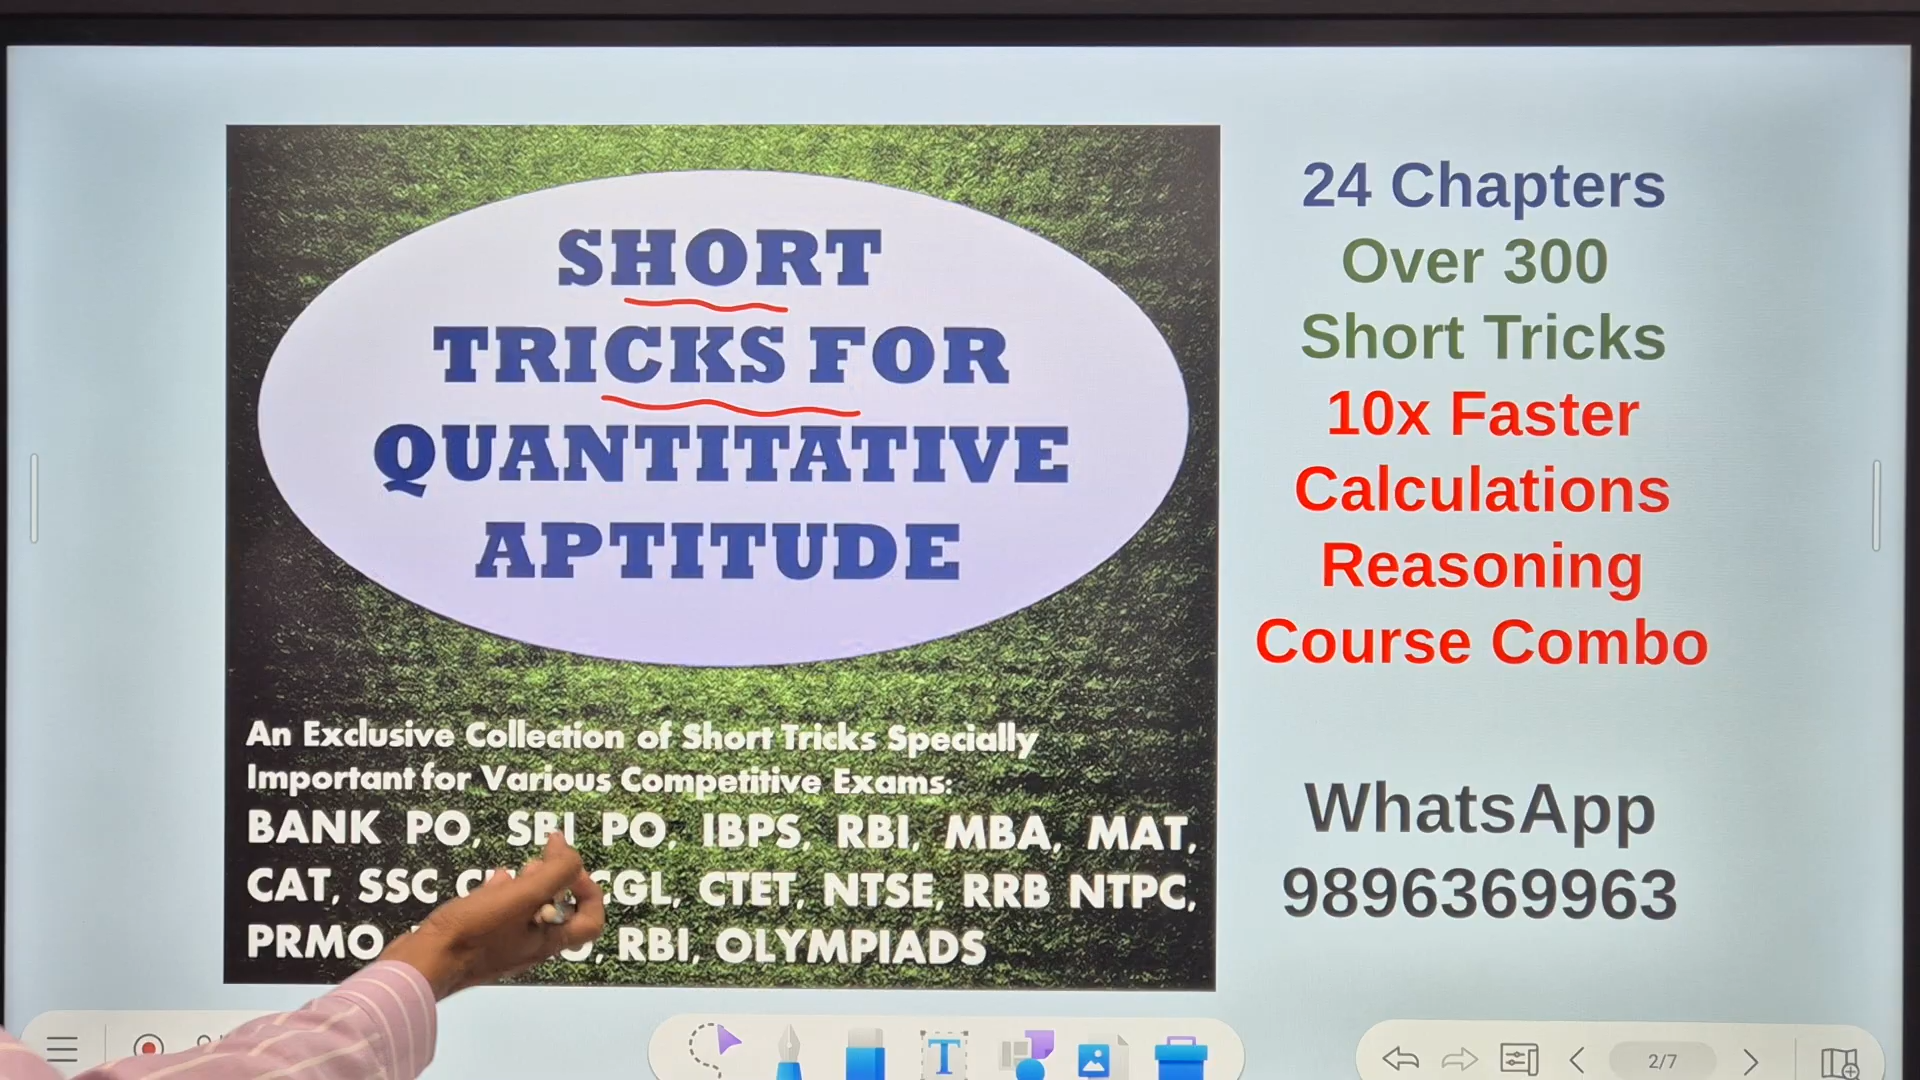 SHORT
TRICKS FOR
QUANTITATIVE
APTITUDE
An Exclusive Collection of Short Tricks Specially
Important for Various Competitive Exams:
BANK PO, SBI PO, IBPS, RBI, MBA, MAT,
CAT, SSC CGL, CTET, NTSE, RRB NTPC,
PRMO, RBI, OLYMPIADS
24 Chapters
Over 300
Short Tricks
10x Faster
Calculations
Reasoning
Course Combo
WhatsApp
9896369963
T
2/7